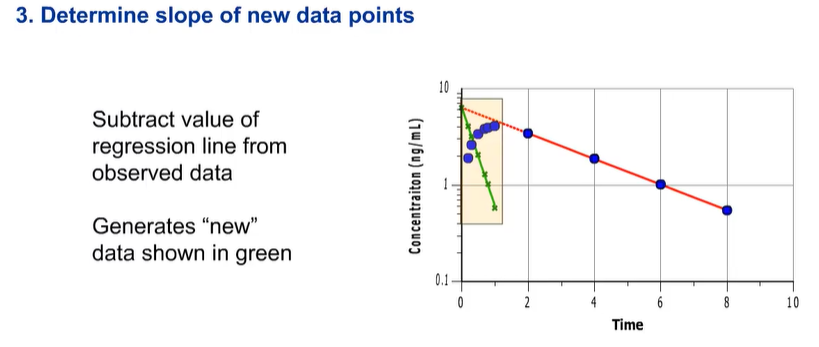 3. Determine slope of new data points
Subtract value of
regression line from
observed data
Generates “new”
data shown in green
Concentraiton (ng/mL)
10
1
0.1
0
2
4
6
8
10
Time